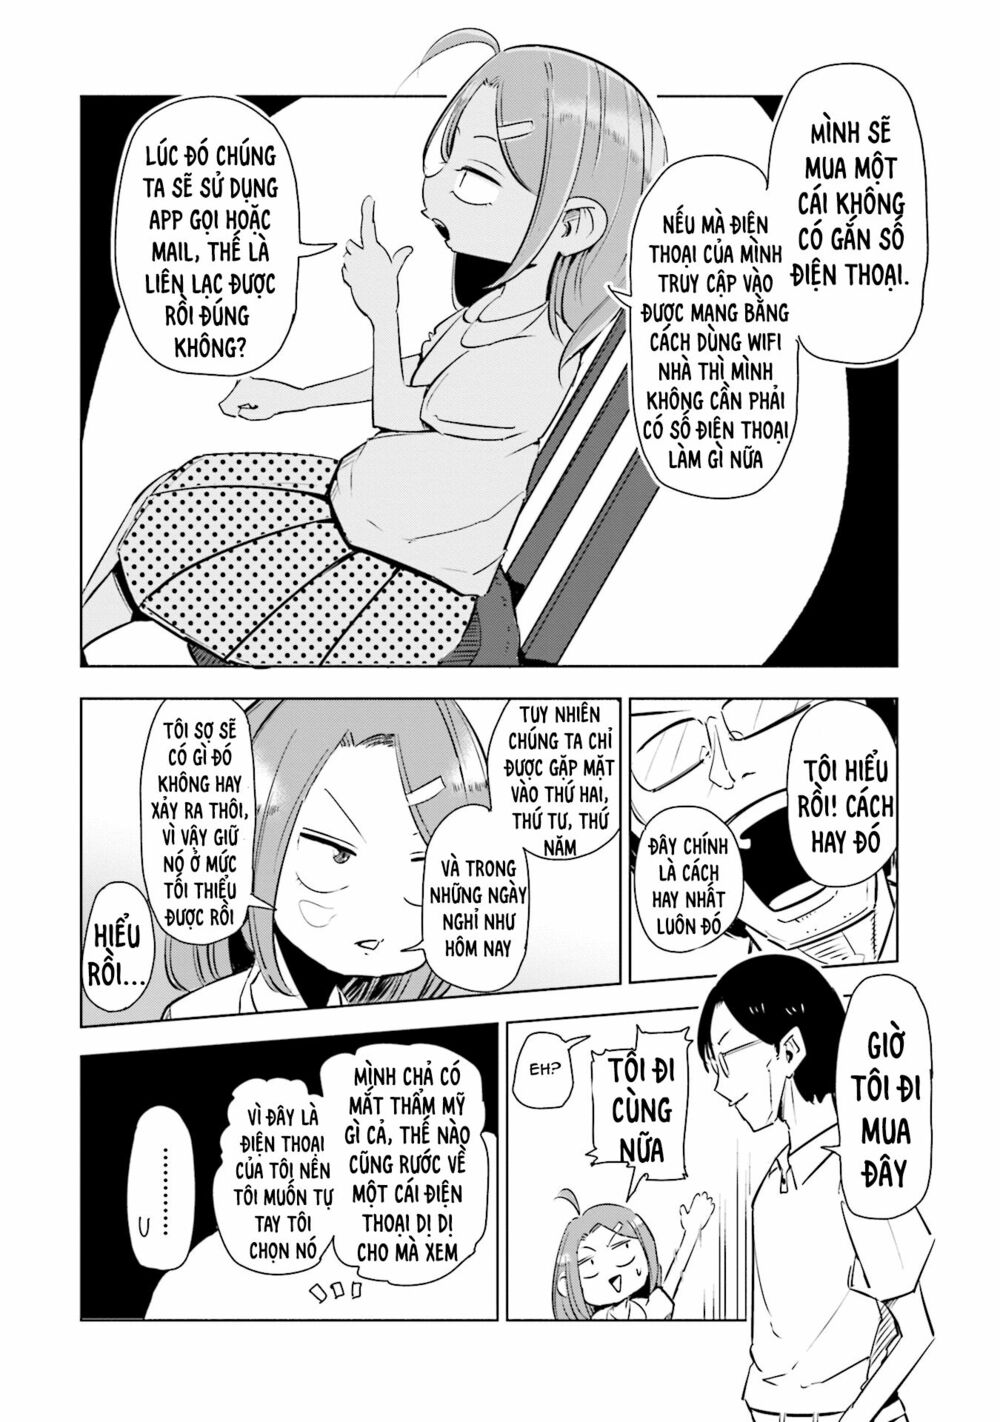 MÌNH SẼ
MUA MỘT
CÁI KHÔNG
CÓ GẮN SỐ
ĐIỆN THOẠI.
NẾU MÀ ĐIỆN
THOẠI CỦA MÌNH
TRUY CẬP VÀO
ĐƯỢC MẠNG BẰNG
CÁCH DÙNG WIFI
NHÀ THÌ MÌNH
KHÔNG CẦN PHẢI
CÓ SỐ ĐIỆN THOẠI
LÀM GÌ NỮA
LÚC ĐÓ CHÚNG
TA SẼ SỬ DỤNG
APP GỌI HOẶC
MAIL, THẾ LÀ
LIÊN LẠC ĐƯỢC
RỒI ĐÚNG
KHÔNG?
TÔI HIỂU
RỒI! CÁCH
HAY ĐÓ
ĐÂY CHÍNH
LÀ CÁCH
HAY NHẤT
LUÔN ĐÓ
TUY NHIÊN
CHÚNG TA CHỈ
ĐƯỢC GẶP MẶT
VÀO THỨ HAI,
THỨ TƯ, THỨ
NĂM
VÀ TRONG
NHỮNG NGÀY
NGHỈ NHƯ
HÔM NAY
TÔI SỢ SẼ
CÓ GÌ ĐÓ
KHÔNG HAY
XẢY RA THÔI,
VÌ VẬY GIỮ
NÓ Ở MỨC
TỐI THIỂU
ĐƯỢC RỒI
HIỂU
RỒI...
GIỜ
TÔI ĐI
MUA
ĐÂY
TÔI ĐI
CÙNG
NỮA
EH?
MÌNH CHẢ CÓ
MẮT THẨM MỸ
GÌ CẢ, THẾ NÀO
CŨNG RƯỚC VỀ
MỘT CÁI ĐIỆN
THOẠI DỊ DỊ
CHO MÀ XEM
VÌ ĐÂY LÀ
ĐIỆN THOẠI
CỦA TÔI NÊN
TÔI MUỐN TỰ
TAY TÔI
CHỌN NÓ
.........